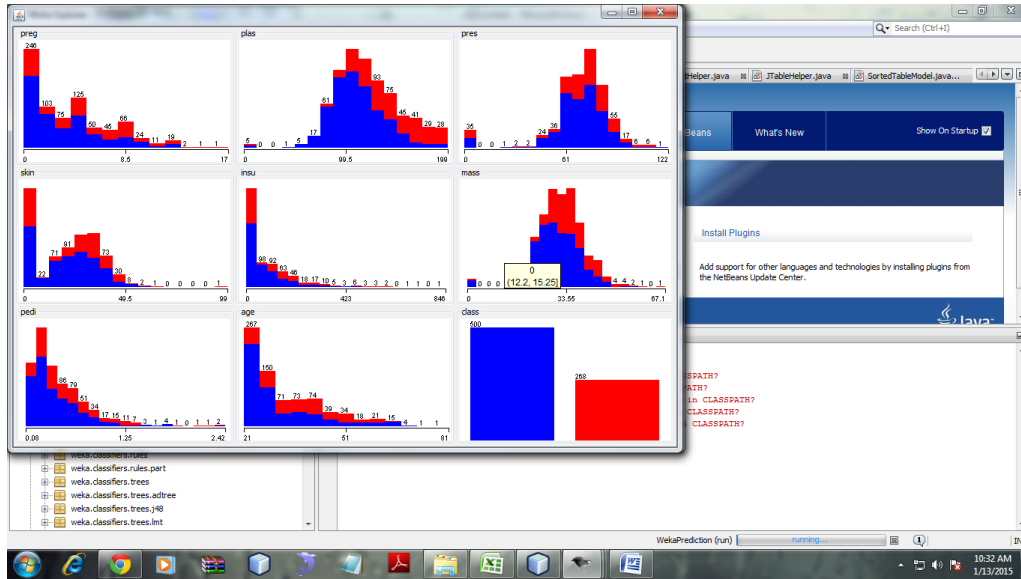 Weka Explorer
Search (Ctrl+I)
tHelper.java JTableHelper.java SortedTableModel.java...
Beans What's New Show On Startup
Install Plugins
Add support for other languages and technologies by installing plugins from
the NetBeans Update Center.
Java
preg
246
103 75 125 50 46 66 24 11 19 2 1 1
0 8.5 17
plas
5 0 0 1 5 17 61 93 75 45 41 29 28
0 99.5 199
pres
35 0 0 1 2 2 24 36 55 17 6 6 1
0 61 122
skin
22 71 91 73 30 8 2 1 0 0 0 0 1
0 49.5 99
insu
98 92 63 46 18 17 10 5 3 6 3 3 2 0 1 1 0 1
0 423 846
mass
0 0 0 4 4 2 1 0 1
0
(12.2, 15.25]
0 33.55 67.1
pedi
86 79 51 34 17 15 11 7 3 1 4 1 0 1 1 2
0.08 1.25 2.42
age
267
150 71 73 74 39 34 18 21 15 4 1 1
21 51 81
class
500
268
SPATH?
PATH?
in CLASSPATH?
CLASSPATH?
CLASSPATH?
weka.classifiers.rules
weka.classifiers.rules.part
weka.classifiers.trees
weka.classifiers.trees.adtree
weka.classifiers.trees.j48
weka.classifiers.trees.lmt
WekaPrediction (run) running... 1 IN
10:32 AM
1/13/2015